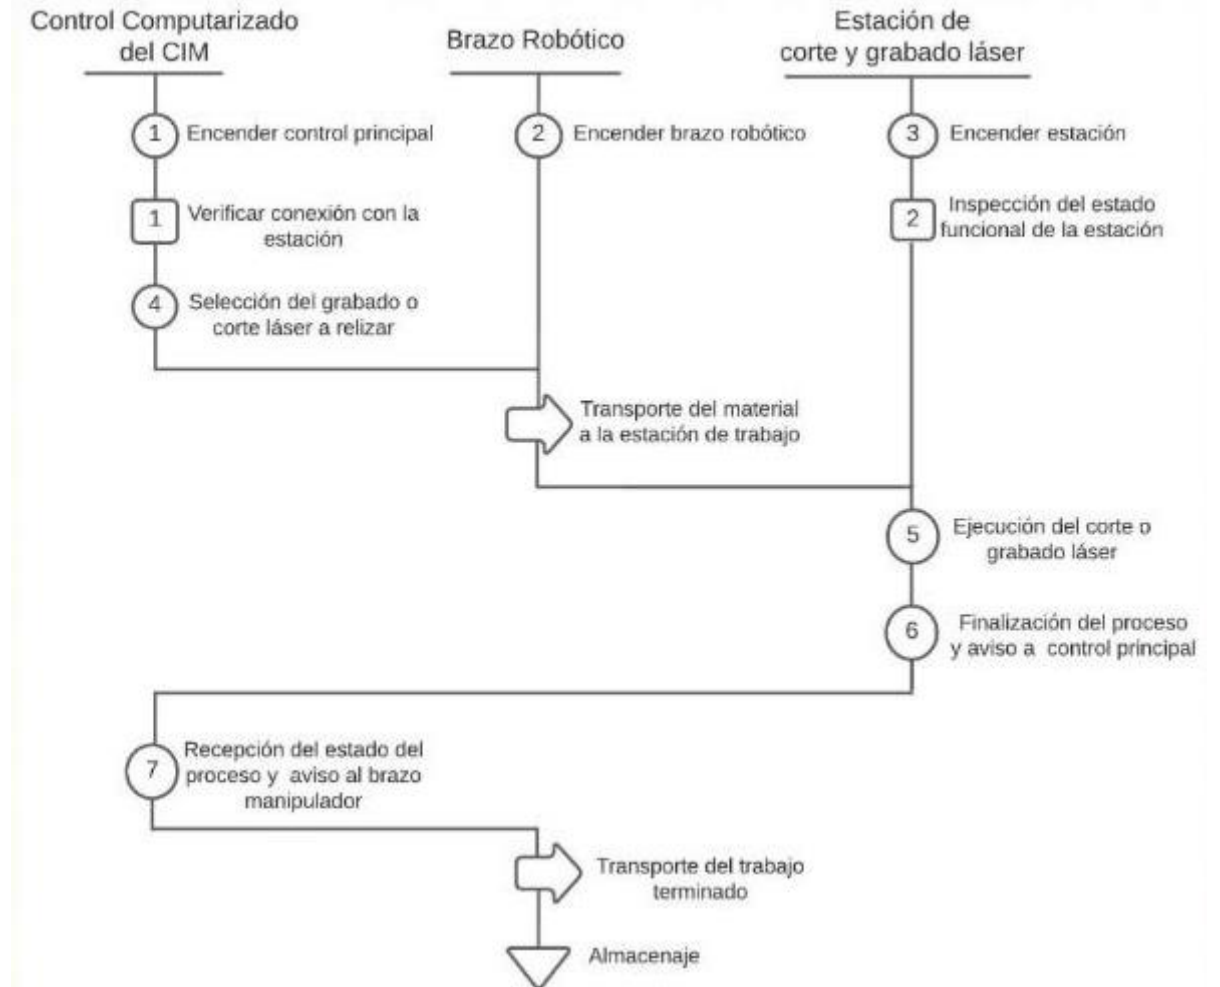 Control Computarizado
del CIM
Brazo Robótico
Estación de
corte y grabado láser
1
Encender control principal
2
Encender brazo robótico
3
Encender estación
1
Verificar conexión con la
estación
2
Inspección del estado
funcional de la estación
4
Selección del grabado o
corte láser a relizar
Transporte del material
a la estación de trabajo
5
Ejecución del corte o
grabado láser
6
Finalización del proceso
y aviso a control principal
7
Recepción del estado del
proceso y aviso al brazo
manipulador
Transporte del trabajo
terminado
Almacenaje